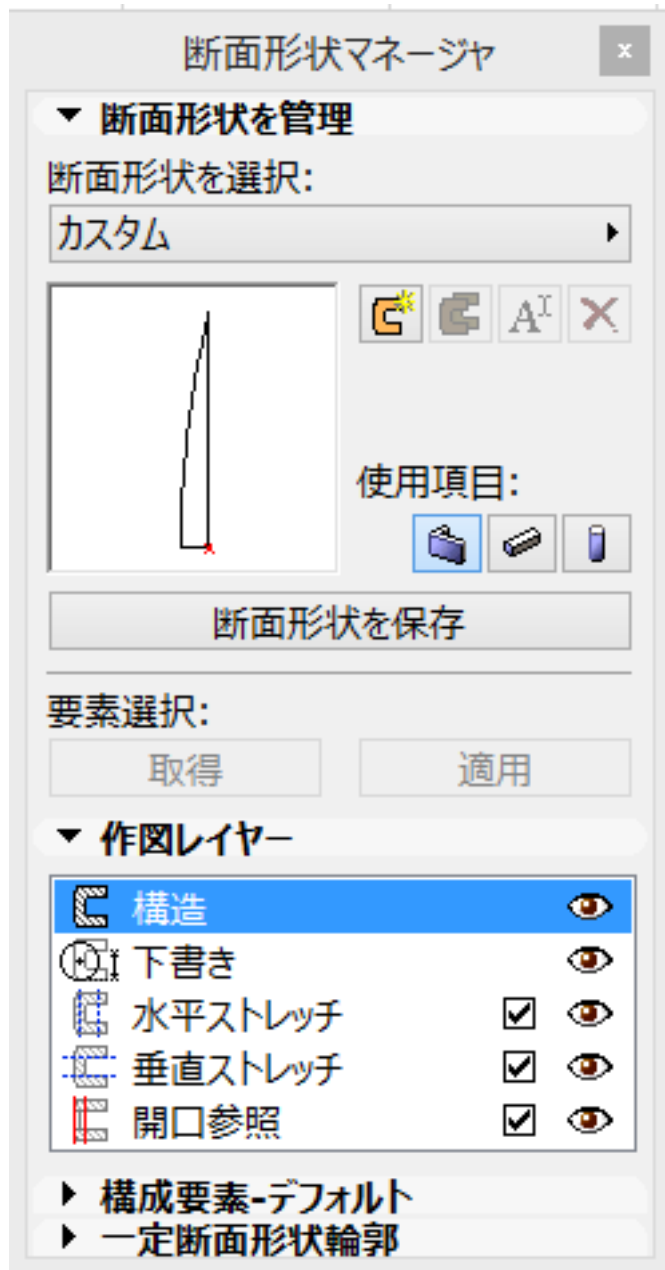 断面形状マネージャ
x
断面形状を管理
断面形状を選択:
カスタム
使用項目:
断面形状を保存
要素選択:
取得 適用
作図レイヤー
構造
下書き
水平ストレッチ
垂直ストレッチ
開口参照
構成要素-デフォルト
一定断面形状輪郭